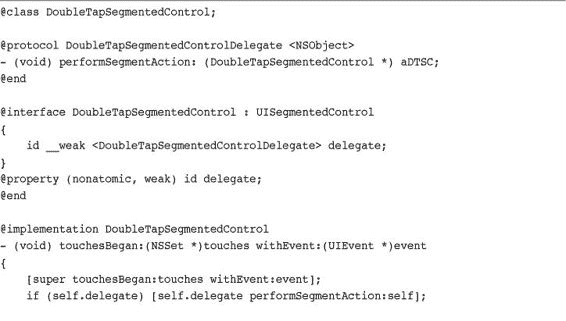 @class DoubleTapSegmentedControl;

@protocol DoubleTapSegmentedControlDelegate <NSObject>
- (void) performSegmentAction: (DoubleTapSegmentedControl *) aDTSC;
@end

@interface DoubleTapSegmentedControl : UISegmentedControl
{
    id __weak <DoubleTapSegmentedControlDelegate> delegate;
}
@property (nonatomic, weak) id delegate;
@end

@implementation DoubleTapSegmentedControl
- (void) touchesBegan:(NSSet *)touches withEvent:(UIEvent *)event
{
    [super touchesBegan:touches withEvent:event];
    if (self.delegate) [self.delegate performSegmentAction:self];